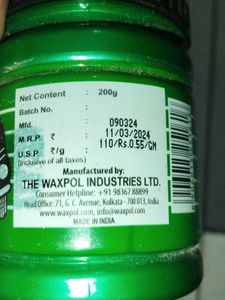 Net Content : 200g
Batch No. :
090324
Mfd. : 11/03/2024
M.R.P. ₹ : 110/Rs.0.55/GM
U.S.P. ₹/g :
(inclusive of all taxes)
Manufactured by:
THE WAXPOL INDUSTRIES LTD.
Consumer Helpline: +91 98367 88899
Head Office: 71, G. C. Avenue, Kolkata - 700 013, India
www.waxpol.com, info@waxpol.com
MADE IN INDIA